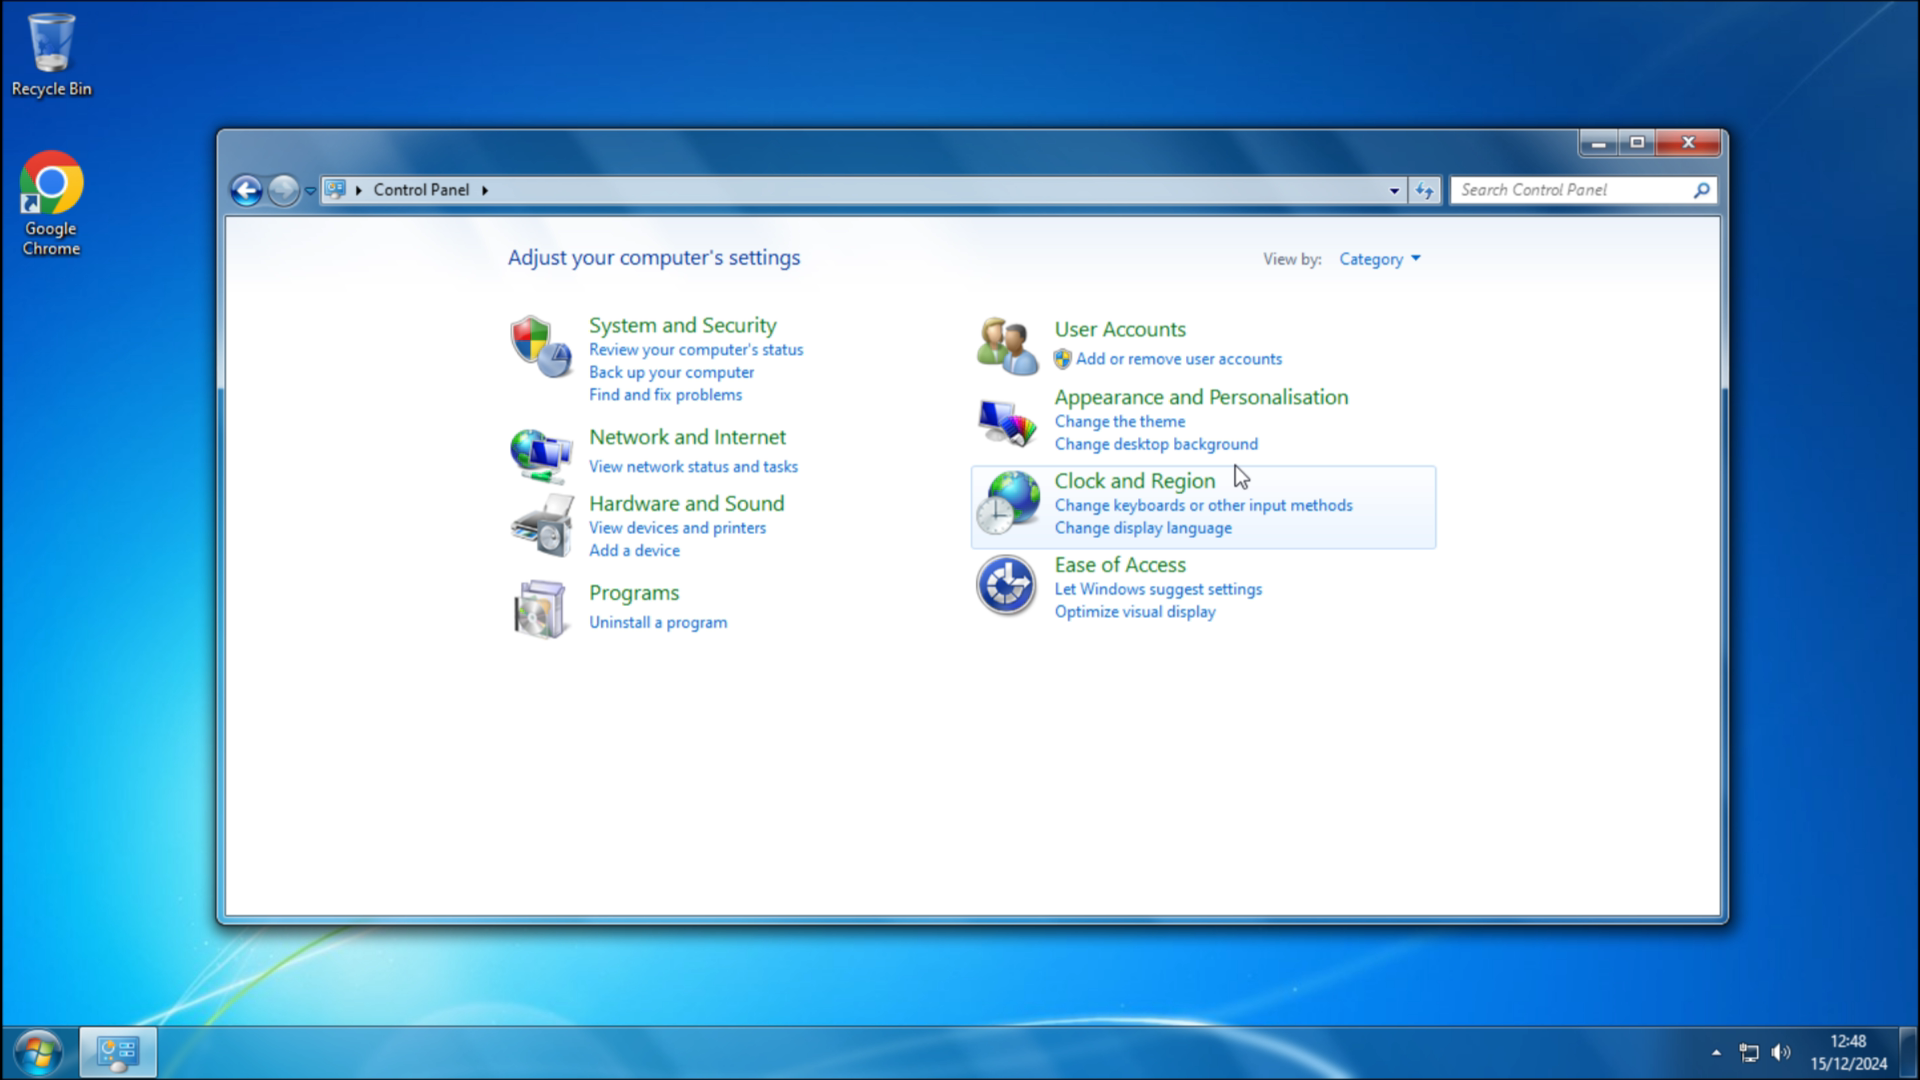 Recycle Bin
Google
Chrome
Control Panel
Search Control Panel
Adjust your computer's settings
View by: Category
System and Security
Review your computer's status
Back up your computer
Find and fix problems
Network and Internet
View network status and tasks
Hardware and Sound
View devices and printers
Add a device
Programs
Uninstall a program
User Accounts
Add or remove user accounts
Appearance and Personalisation
Change the theme
Change desktop background
Clock and Region
Change keyboards or other input methods
Change display language
Ease of Access
Let Windows suggest settings
Optimize visual display
12:48
15/12/2024